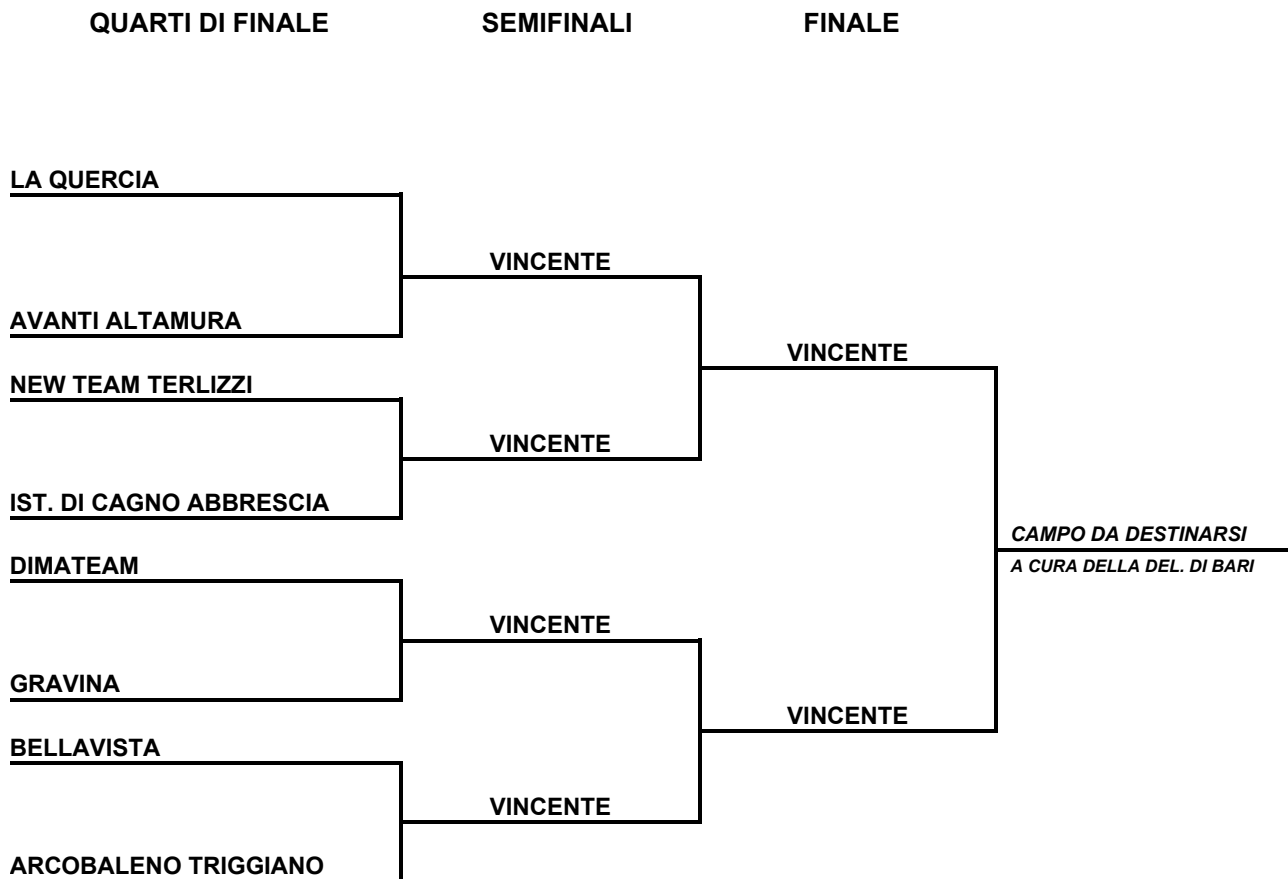 QUARTI DI FINALE SEMIFINALI FINALE
LA QUERCIA
VINCENTE
AVANTI ALTAMURA
VINCENTE
NEW TEAM TERLIZZI
VINCENTE
IST. DI CAGNO ABBRESCIA
CAMPO DA DESTINARSI
A CURA DELLA DEL. DI BARI
DIMATEAM
VINCENTE
GRAVINA
VINCENTE
BELLAVISTA
VINCENTE
ARCOBALENO TRIGGIANO